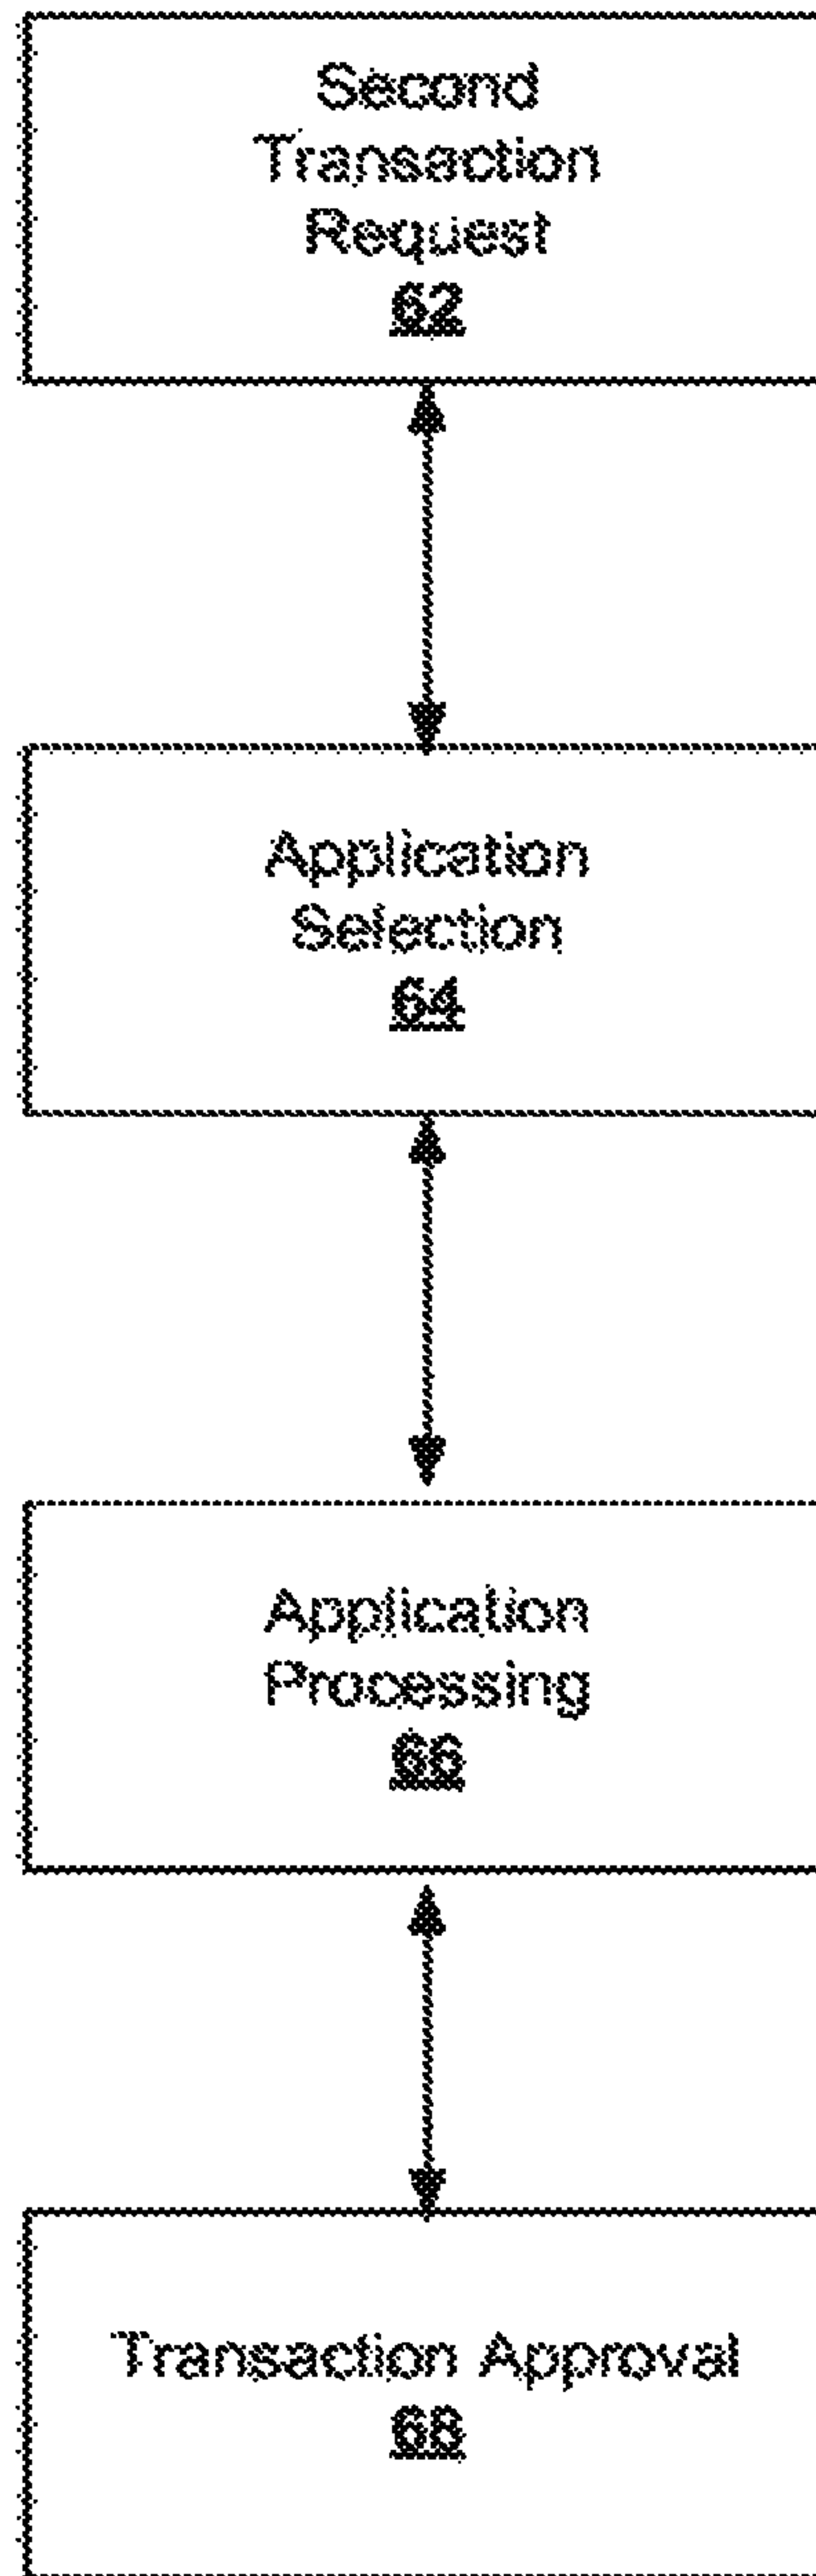 Second
Transaction
Request
62
Application
Selection
64
Application
Processing
66
Transaction Approval
68